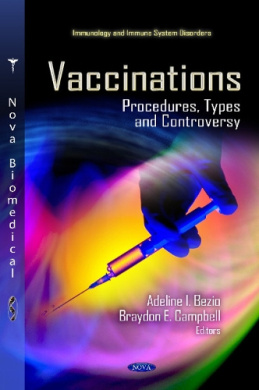 Immunology and Immune System Disorders
Vaccinations
Procedures, Types
and Controversy
Nova Biomedical
Adeline I. Bezio
Braydon E. Campbell
Editors
NOVA